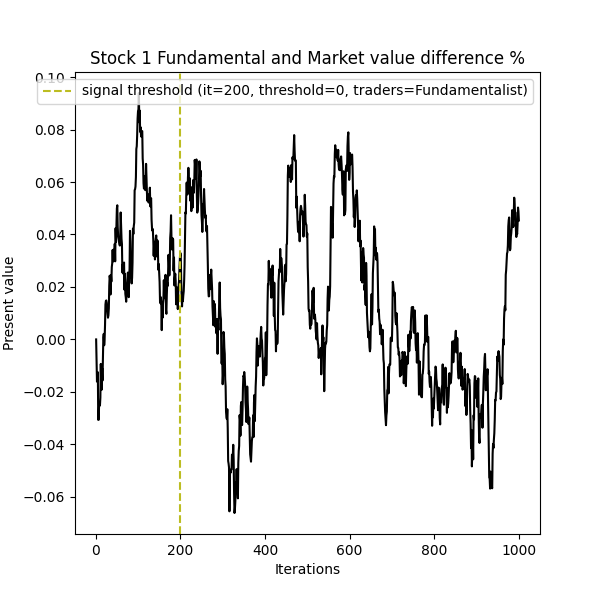 Stock 1 Fundamental and Market value difference %
0.10
signal threshold (it=200, threshold=0, traders=Fundamentalist)
0.08
0.06
0.04
0.02
0.00
−0.02
−0.04
−0.06
Present value
0 200 400 600 800 1000
Iterations